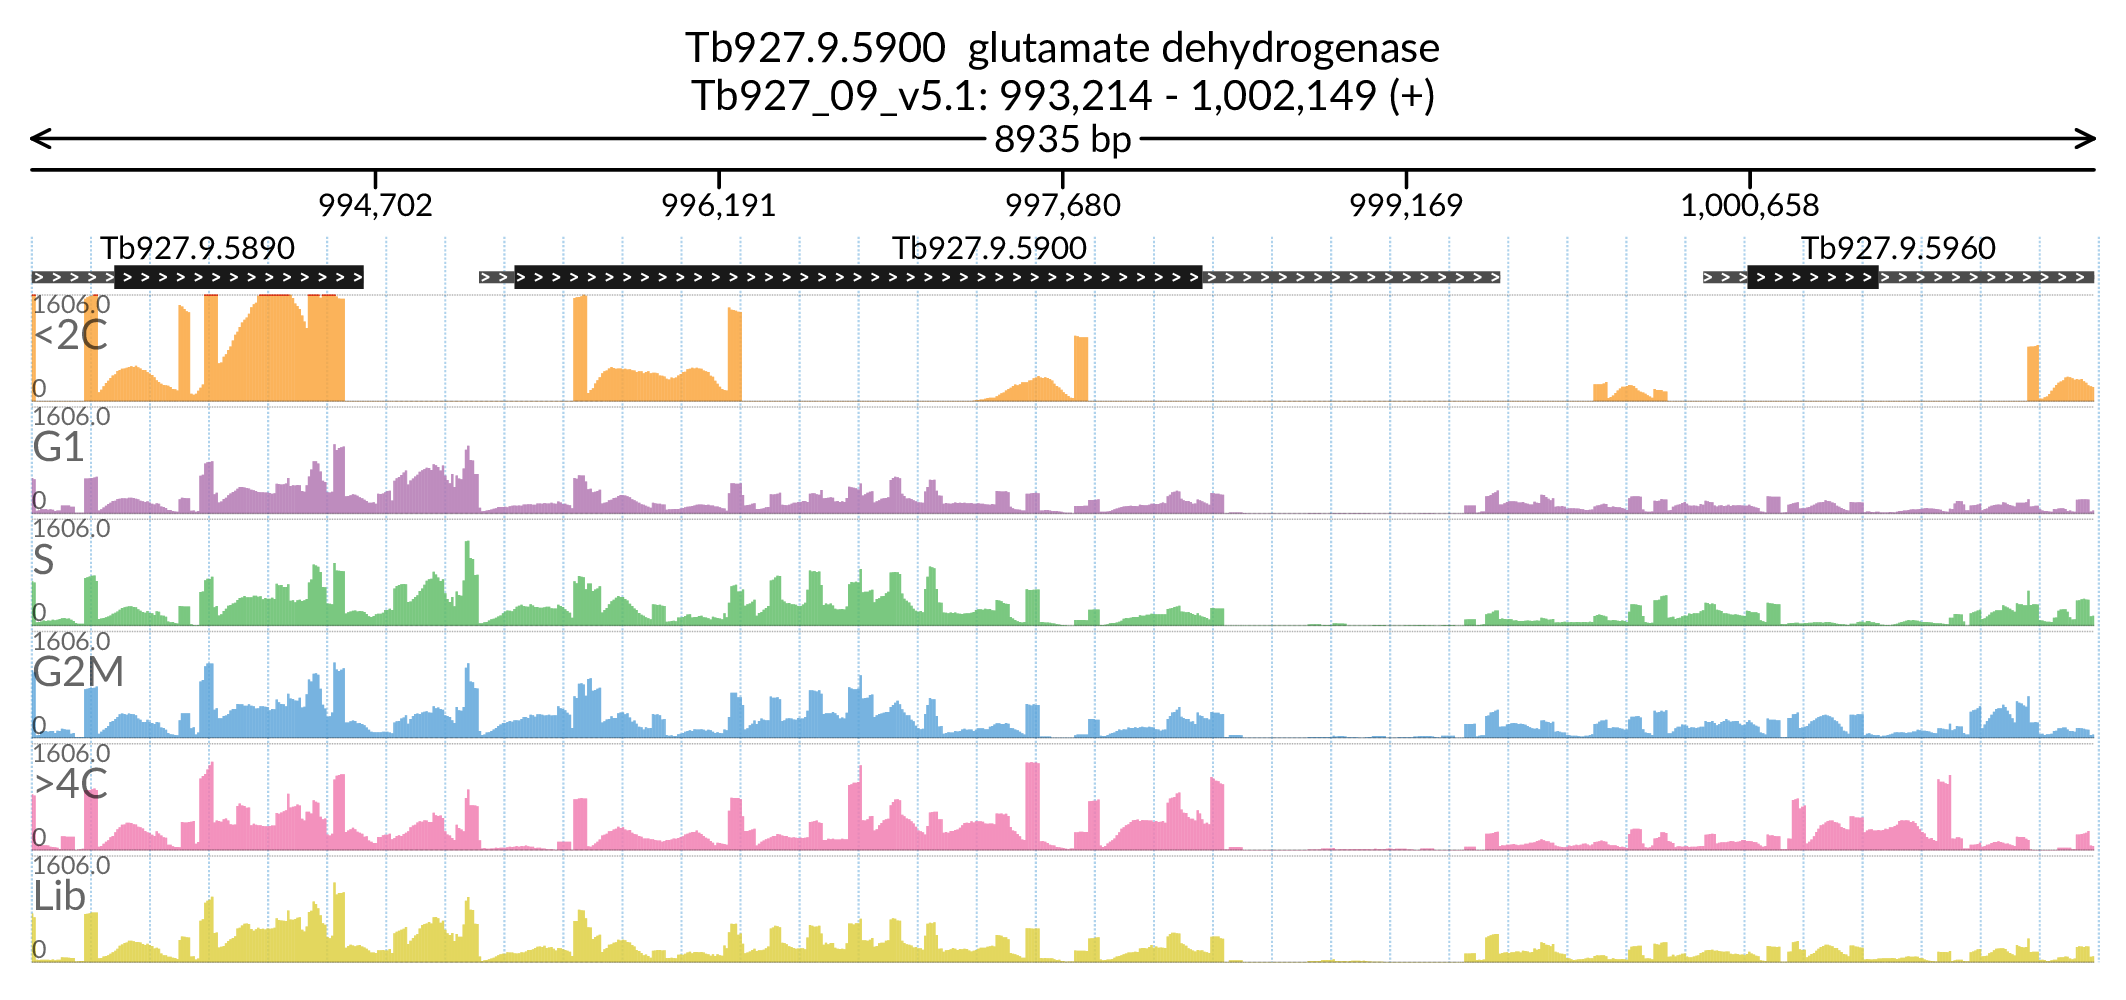 Tb927.9.5900 glutamate dehydrogenase
Tb927_09_v5.1: 993,214 - 1,002,149 (+)
8935 bp
994,702 996,191 997,680 999,169 1,000,658
Tb927.9.5890 Tb927.9.5900 Tb927.9.5960
1606.0
<2C
0
1606.0
G1
0
1606.0
S
0
1606.0
G2M
0
1606.0
>4C
0
1606.0
Lib
0